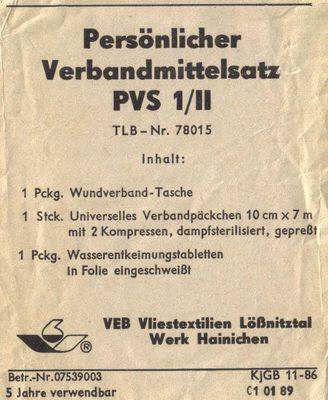 Persönlicher
Verbandmittelsatz
PVS 1/II
TLB-Nr. 78015
Inhalt:
1 Pckg. Wundverband-Tasche
1 Stck. Universelles Verbandpäckchen 10 cm × 7 m
mit 2 Kompressen, dampfsterilisiert, gepreßt
1 Pckg. Wasserentkeimungstabletten
in Folie eingeschweißt
VEB Vliestextilien Lößnitztal
Werk Hainichen
®
Betr.-Nr.07539003
KjGB 11-86
5 Jahre verwendbar
C1 01 89